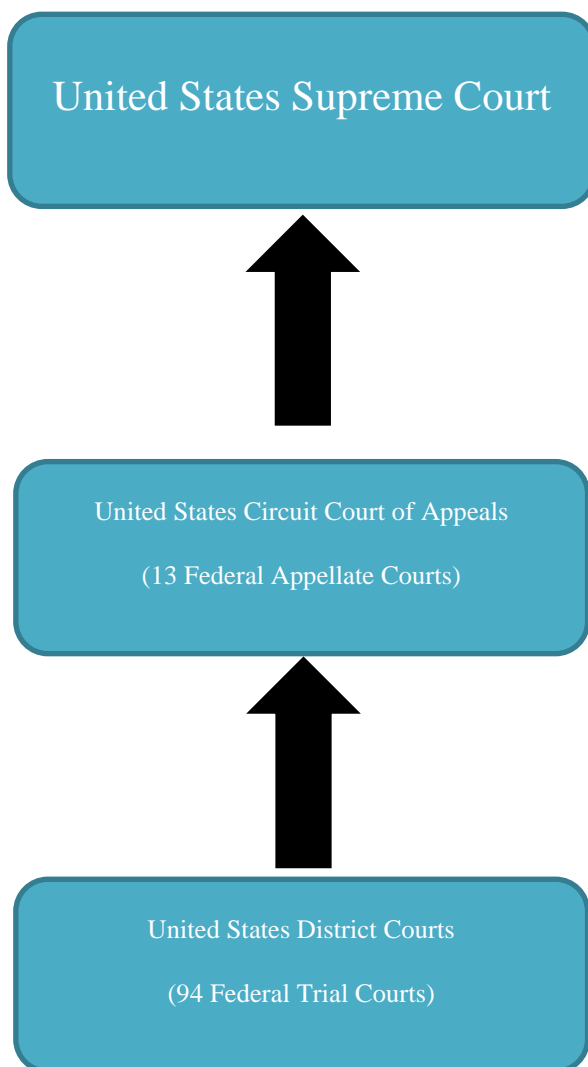 United States Supreme Court
United States Circuit Court of Appeals
(13 Federal Appellate Courts)
United States District Courts
(94 Federal Trial Courts)